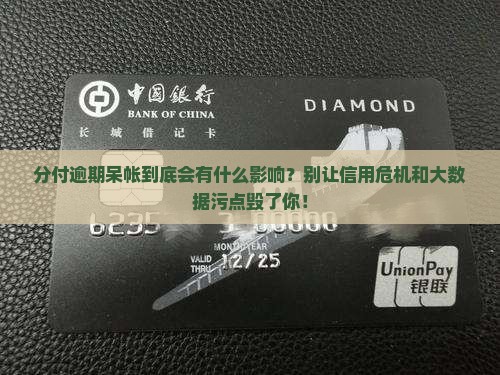 中国銀行
BANK OF CHINA
DIAMOND
长城借记卡
分付逾期呆帐到底会有什么影响？别让信用危机和大数
据污点毁了你！
6235
MONTH/YEAR
VALID
THRU
12/25
UnionPay
银联